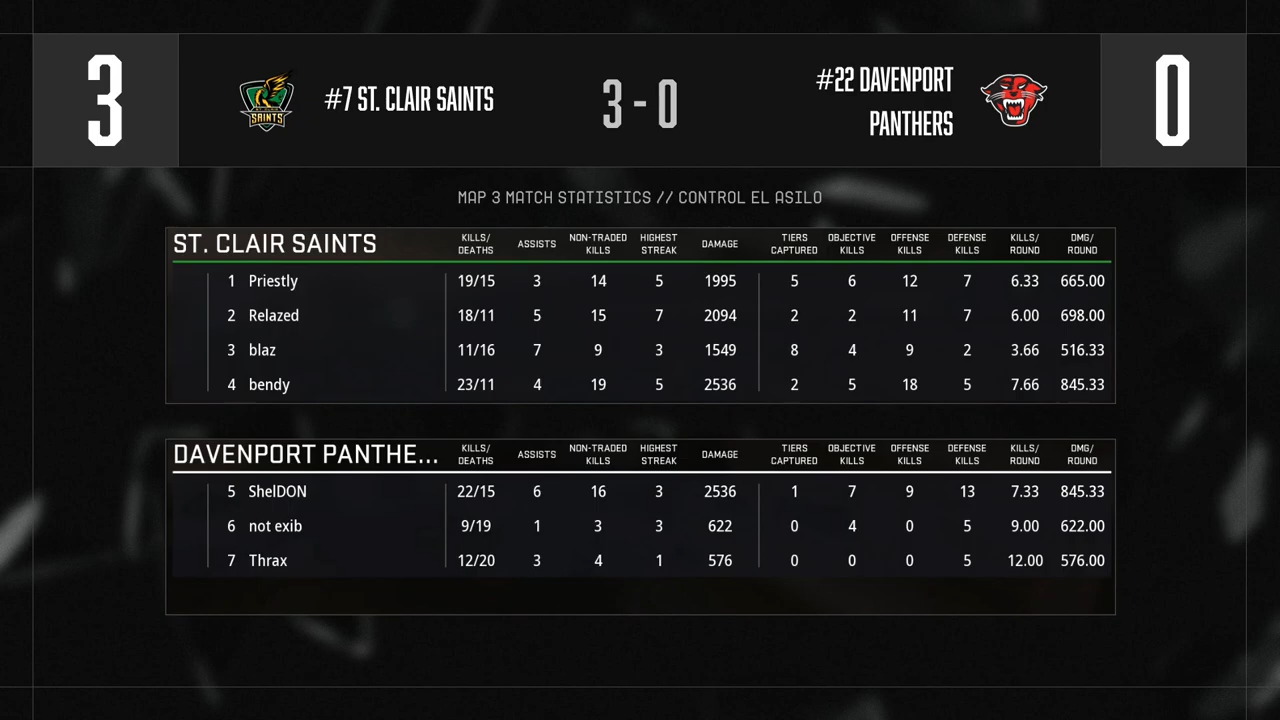 3
SAINTS
#7 ST. CLAIR SAINTS
3 - 0
#22 DAVENPORT
PANTHERS
0
MAP 3 MATCH STATISTICS // CONTROL EL ASILO
ST. CLAIR SAINTS KILLS/DEATHS ASSISTS NON-TRADED KILLS HIGHEST STREAK DAMAGE TIERS CAPTURED OBJECTIVE KILLS OFFENSE KILLS DEFENSE KILLS KILLS/ROUND DMG/ROUND
1 Priestly 19/15 3 14 5 1995 5 6 12 7 6.33 665.00
2 Relazed 18/11 5 15 7 2094 2 2 11 7 6.00 698.00
3 blaz 11/16 7 9 3 1549 8 4 9 2 3.66 516.33
4 bendy 23/11 4 19 5 2536 2 5 18 5 7.66 845.33
DAVENPORT PANTHE... KILLS/DEATHS ASSISTS NON-TRADED KILLS HIGHEST STREAK DAMAGE TIERS CAPTURED OBJECTIVE KILLS OFFENSE KILLS DEFENSE KILLS KILLS/ROUND DMG/ROUND
5 ShelDON 22/15 6 16 3 2536 1 7 9 13 7.33 845.33
6 not exib 9/19 1 3 3 622 0 4 0 5 9.00 622.00
7 Thrax 12/20 3 4 1 576 0 0 0 5 12.00 576.00